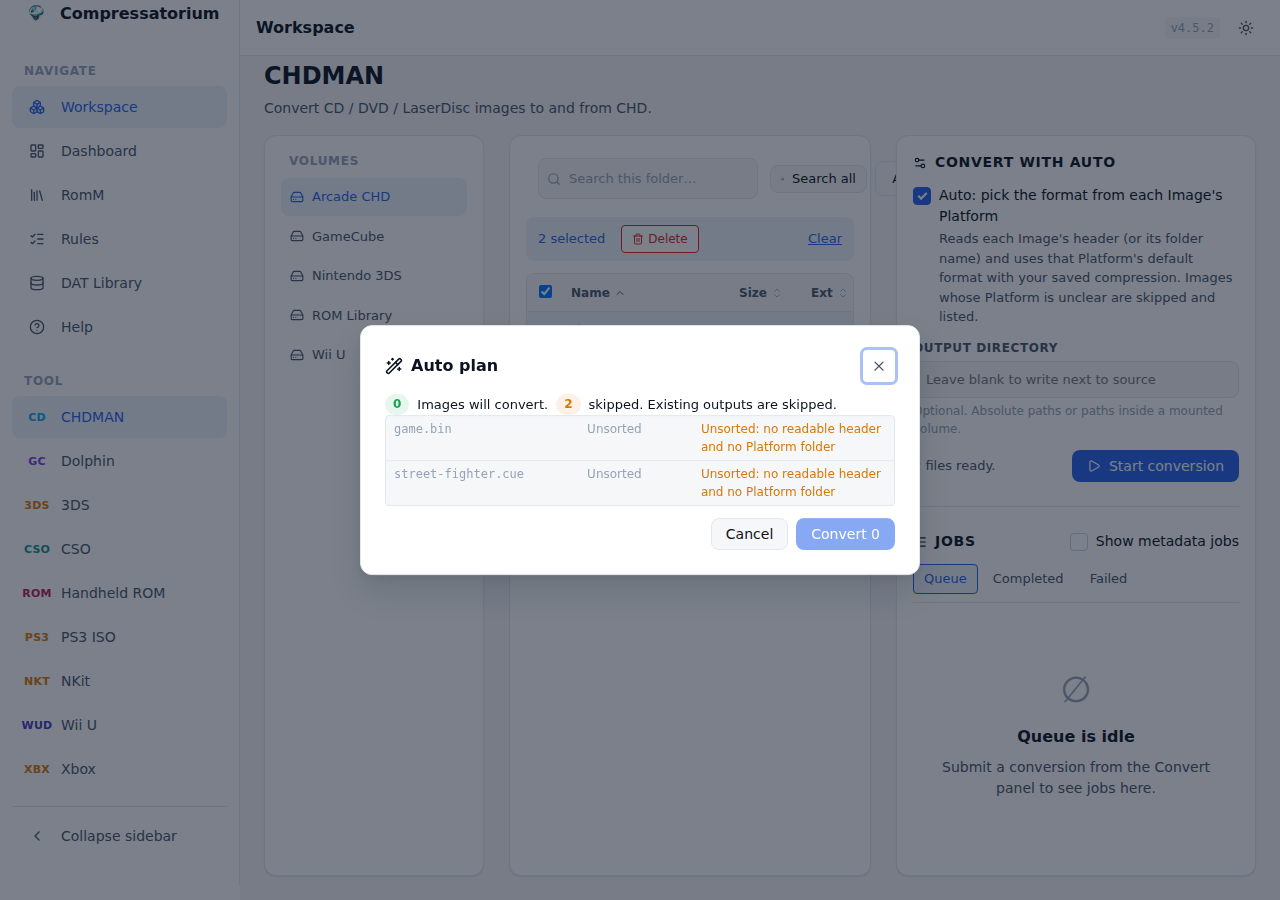 Compressatorium
Workspace
v4.5.2
NAVIGATE
Workspace
Dashboard
RomM
Rules
DAT Library
Help
TOOL
CD CHDMAN
GC Dolphin
3DS 3DS
CSO CSO
ROM Handheld ROM
PS3 PS3 ISO
NKT NKit
WUD Wii U
XBX Xbox
Collapse sidebar
CHDMAN
Convert CD / DVD / LaserDisc images to and from CHD.
VOLUMES
Arcade CHD
GameCube
Nintendo 3DS
ROM Library
Wii U
Search this folder…
Search all
2 selected
Delete
Clear
Name
Size
Ext
CONVERT WITH AUTO
Auto: pick the format from each Image's
Platform
Reads each Image's header (or its folder
name) and uses that Platform's default
format with your saved compression. Images
whose Platform is unclear are skipped and
listed.
OUTPUT DIRECTORY
Leave blank to write next to source
Optional. Absolute paths or paths inside a mounted
volume.
files ready.
Start conversion
JOBS
Show metadata jobs
Queue
Completed
Failed
Queue is idle
Submit a conversion from the Convert
panel to see jobs here.
Auto plan
0 Images will convert. 2 skipped. Existing outputs are skipped.
game.bin Unsorted Unsorted: no readable header
and no Platform folder
street-fighter.cue Unsorted Unsorted: no readable header
and no Platform folder
Cancel
Convert 0